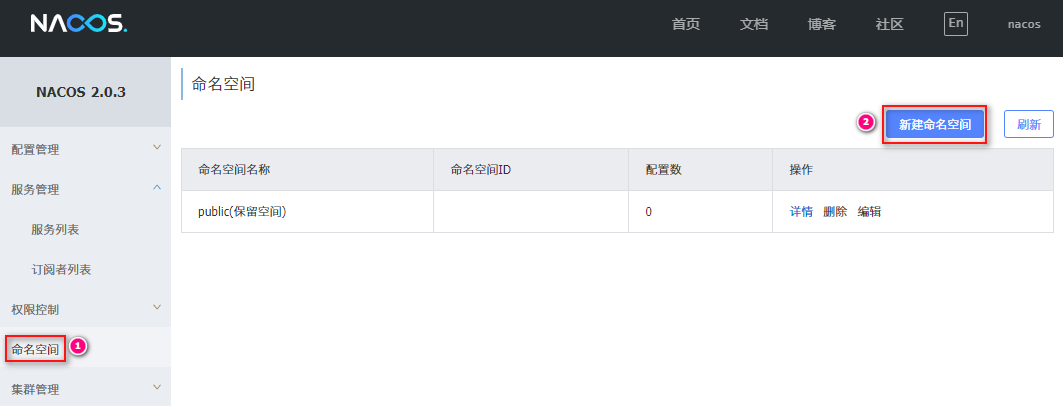 NACOS.
首页 文档 博客 社区 En nacos
NACOS 2.0.3
配置管理
服务管理
服务列表
订阅者列表
权限控制
命名空间 1
集群管理
命名空间
2 新建命名空间 刷新
命名空间名称 命名空间ID 配置数 操作
public(保留空间) 0 详情 删除 编辑